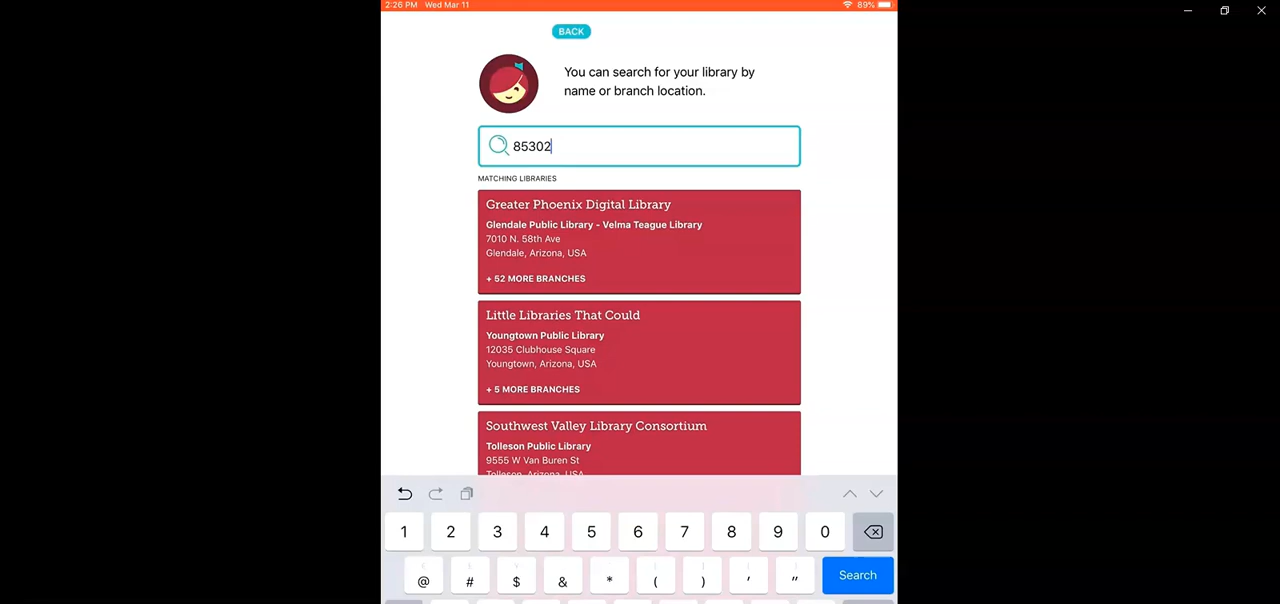 2:26 PM Wed Mar 11 89%
BACK
You can search for your library by
name or branch location.
85302
MATCHING LIBRARIES
Greater Phoenix Digital Library
Glendale Public Library - Velma Teague Library
7010 N. 58th Ave
Glendale, Arizona, USA
+ 52 MORE BRANCHES
Little Libraries That Could
Youngtown Public Library
12035 Clubhouse Square
Youngtown, Arizona, USA
+ 5 MORE BRANCHES
Southwest Valley Library Consortium
Tolleson Public Library
9555 W Van Buren St
Tolleson, Arizona, USA
1 2 3 4 5 6 7 8 9 0
@ # $ & * ( ) ' " Search